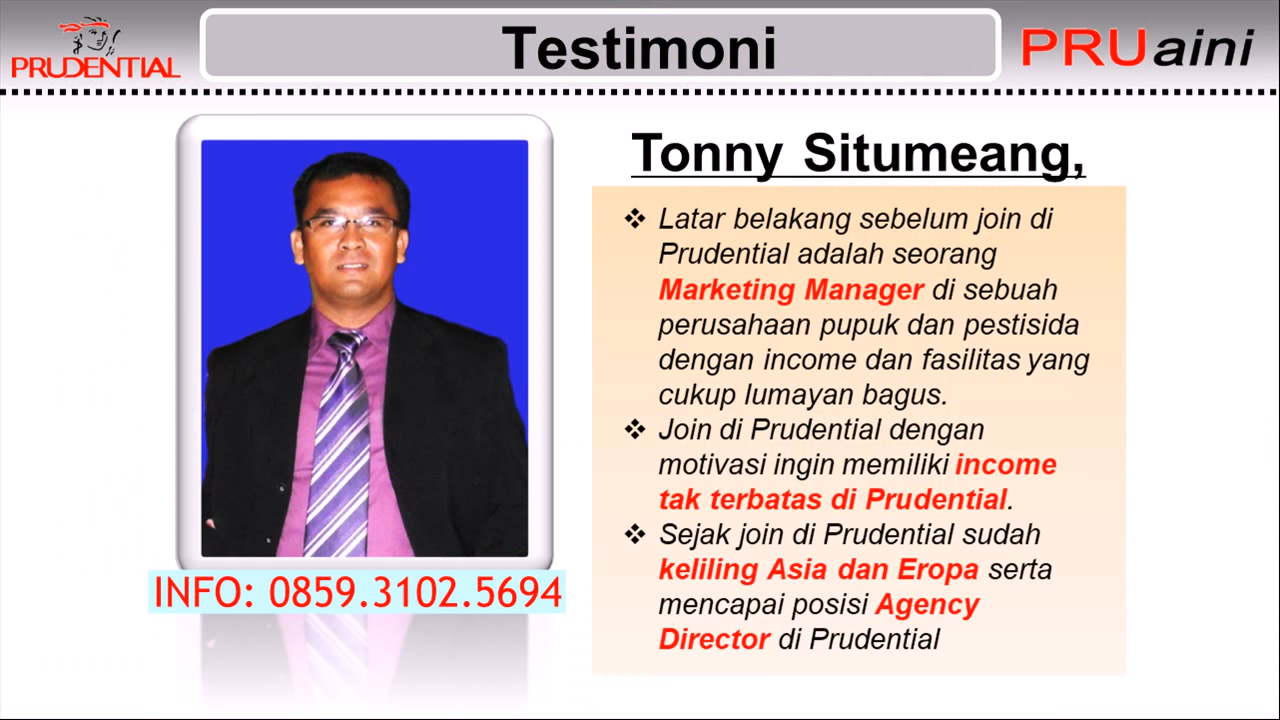 PRUDENTIAL
Testimoni
PRUaini
Tonny Situmeang,
❖ Latar belakang sebelum join di
Prudential adalah seorang
Marketing Manager di sebuah
perusahaan pupuk dan pestisida
dengan income dan fasilitas yang
cukup lumayan bagus.
❖ Join di Prudential dengan
motivasi ingin memiliki income
tak terbatas di Prudential.
❖ Sejak join di Prudential sudah
keliling Asia dan Eropa serta
mencapai posisi Agency
Director di Prudential
INFO: 0859.3102.5694